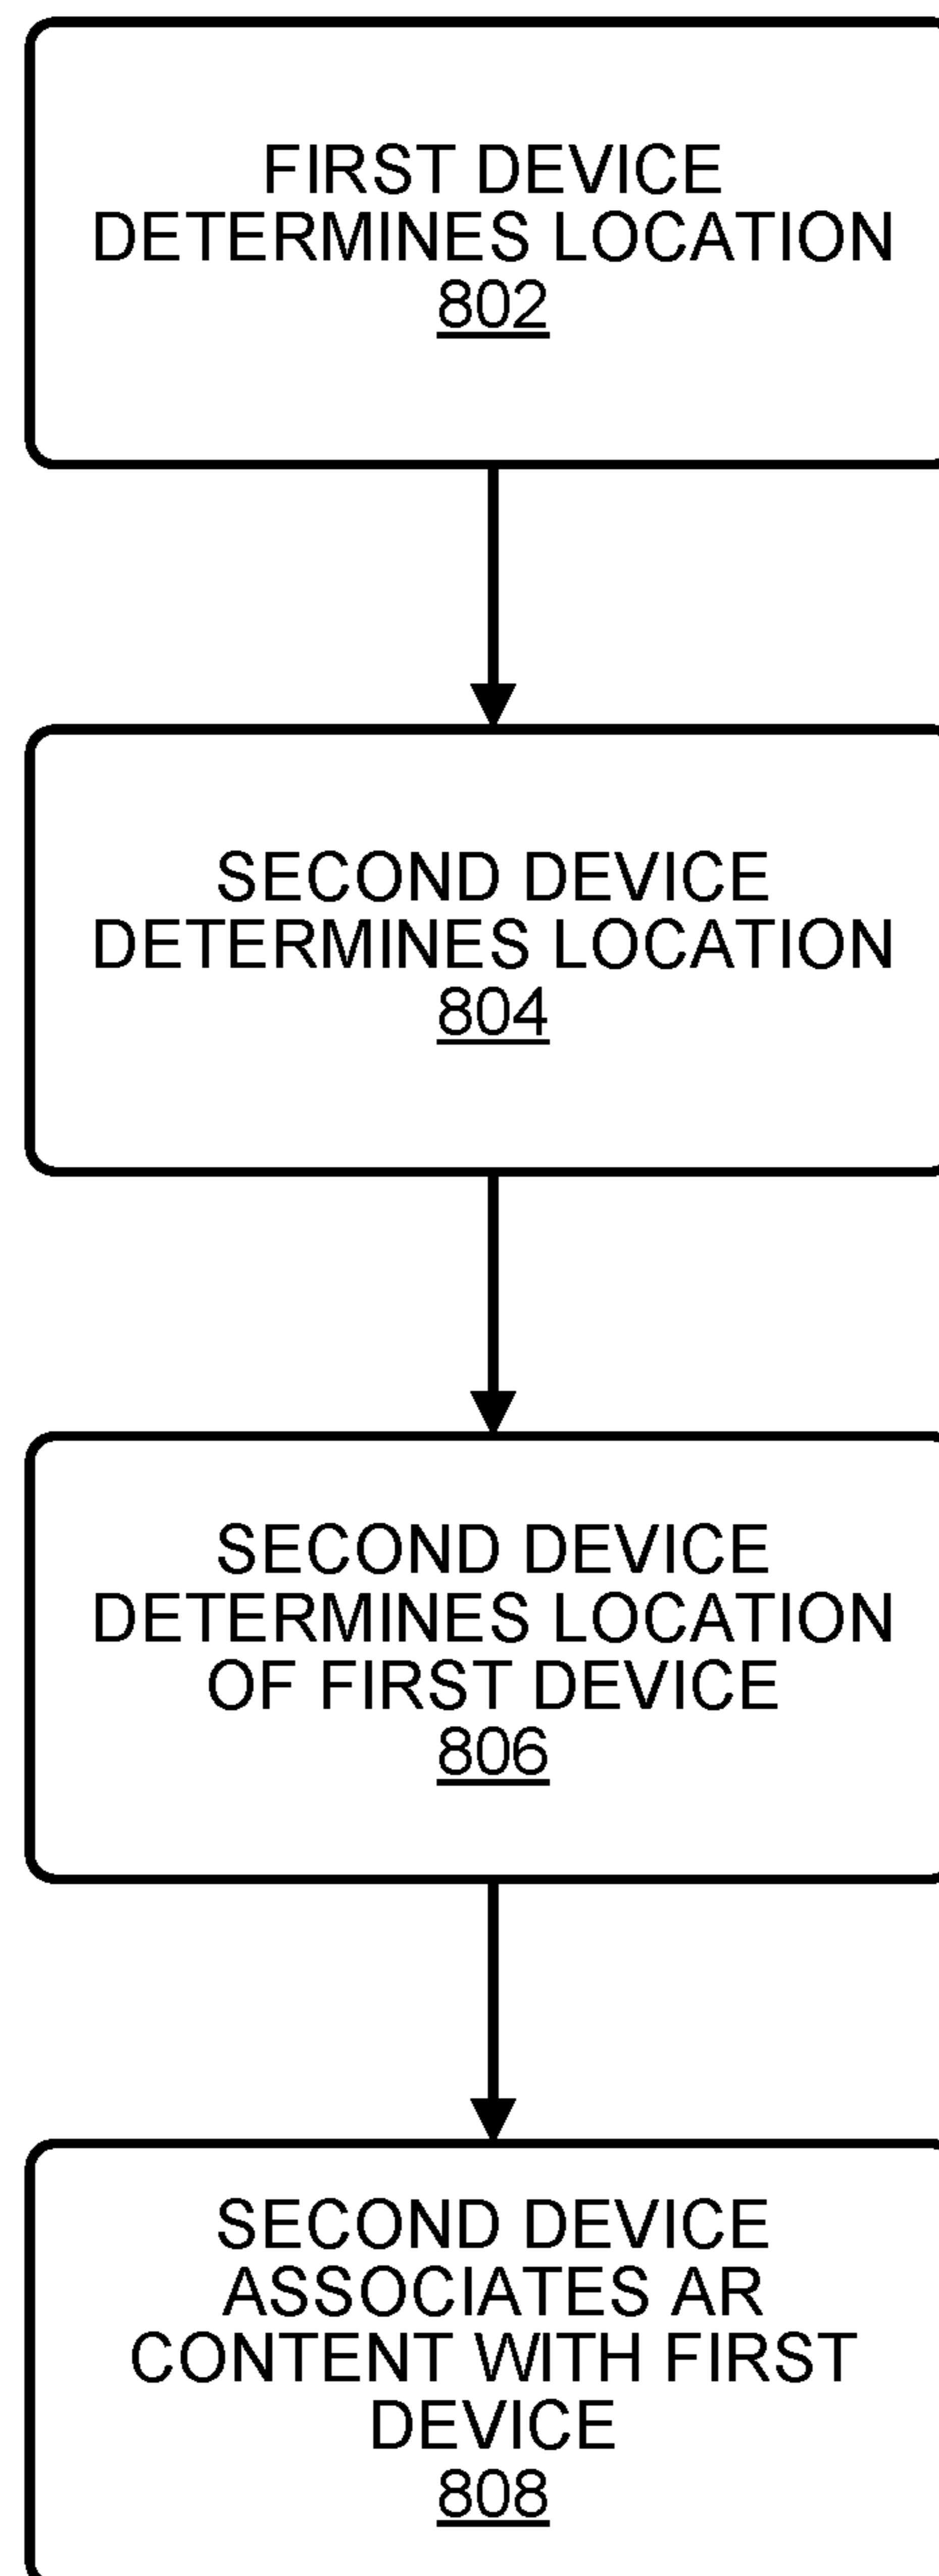 FIRST DEVICE
DETERMINES LOCATION
802
SECOND DEVICE
DETERMINES LOCATION
804
SECOND DEVICE
DETERMINES LOCATION
OF FIRST DEVICE
806
SECOND DEVICE
ASSOCIATES AR
CONTENT WITH FIRST
DEVICE
808